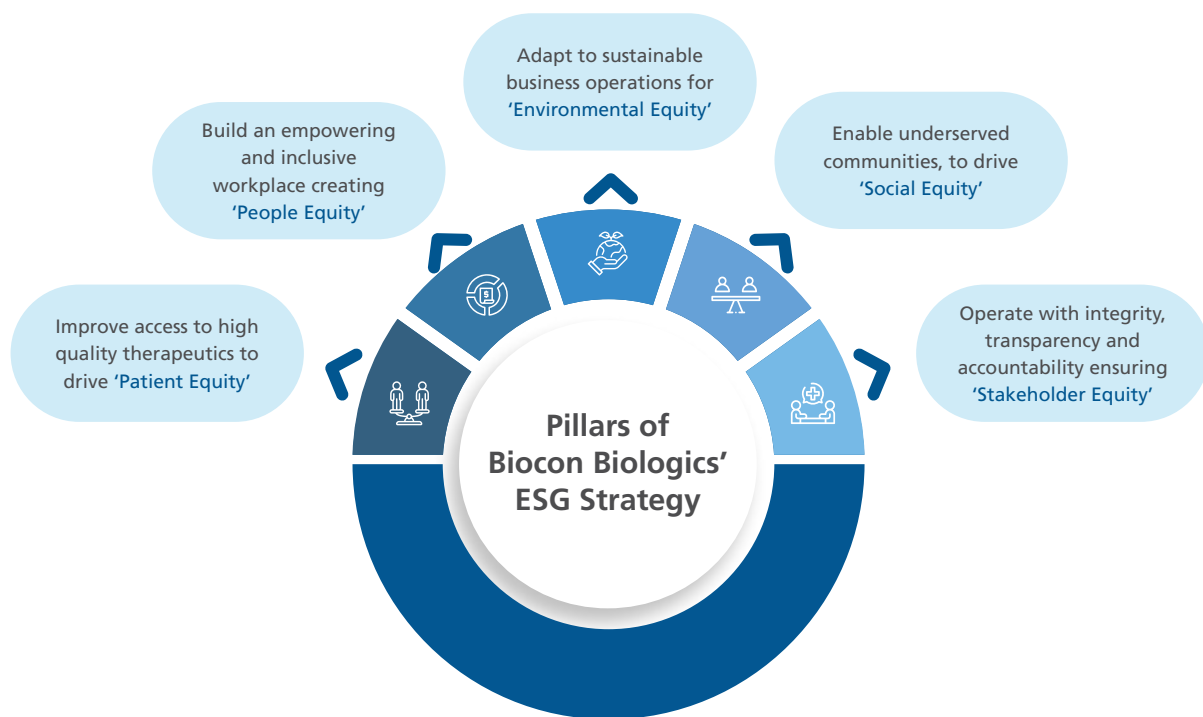 Adapt to sustainable
business operations for
‘Environmental Equity’
Build an empowering
and inclusive
workplace creating
‘People Equity’
Enable underserved
communities, to drive
‘Social Equity’
Improve access to high
quality therapeutics to
drive ‘Patient Equity’
Operate with integrity,
transparency and
accountability ensuring
‘Stakeholder Equity’
Pillars of
Biocon Biologics’
ESG Strategy